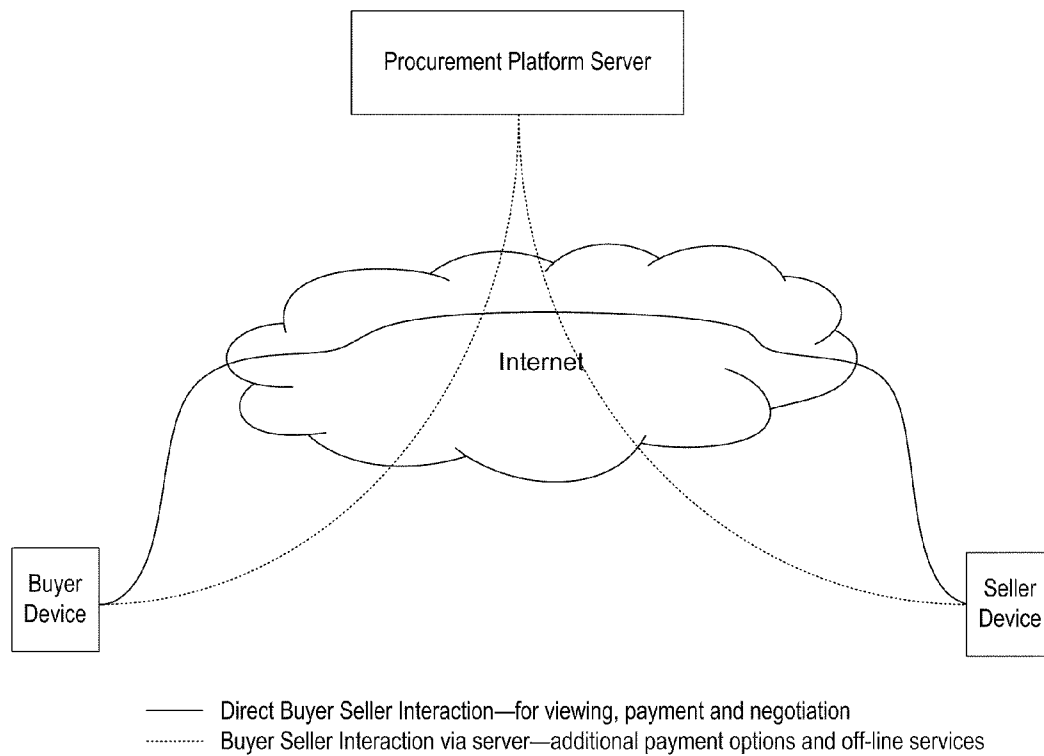 Procurement Platform Server
Internet
Buyer
Device
Seller
Device
Direct Buyer Seller Interaction—for viewing, payment and negotiation
Buyer Seller Interaction via server—additional payment options and off-line services